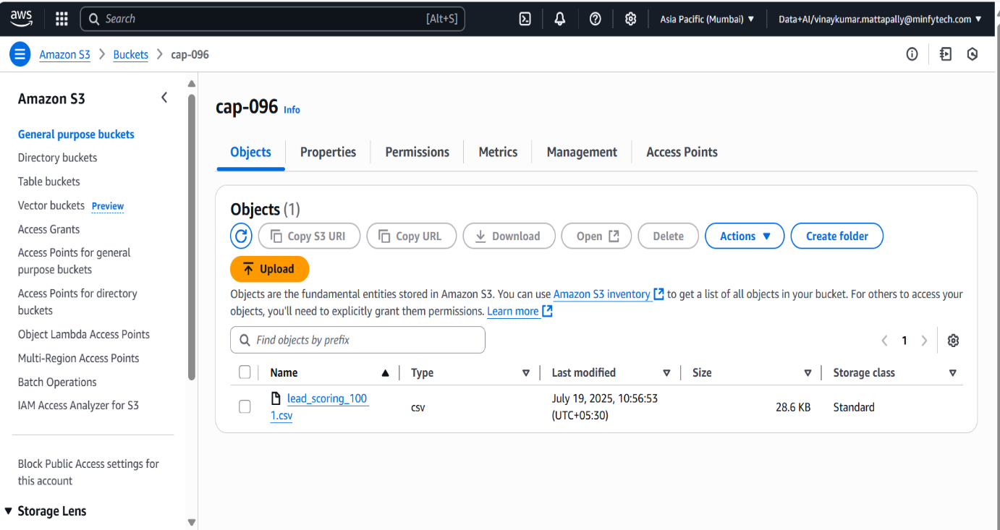 aws
Search [Alt+S]
Asia Pacific (Mumbai) ▼
Data+AI/vinaykumar.mattapally@minfytech.com ▼
Amazon S3 > Buckets > cap-096
Amazon S3
General purpose buckets
Directory buckets
Table buckets
Vector buckets Preview
Access Grants
Access Points for general
purpose buckets
Access Points for directory
buckets
Object Lambda Access Points
Multi-Region Access Points
Batch Operations
IAM Access Analyzer for S3
Block Public Access settings for
this account
▼ Storage Lens
cap-096 Info
Objects Properties Permissions Metrics Management Access Points
Objects (1)
Copy S3 URI Copy URL Download Open Delete Actions ▼ Create folder
Upload
Objects are the fundamental entities stored in Amazon S3. You can use Amazon S3 inventory to get a list of all objects in your bucket. For others to access your
objects, you'll need to explicitly grant them permissions. Learn more
Find objects by prefix
< 1 >
Name Type Last modified Size Storage class
lead_scoring_100
1.csv
csv
July 19, 2025, 10:56:53
(UTC+05:30)
28.6 KB
Standard